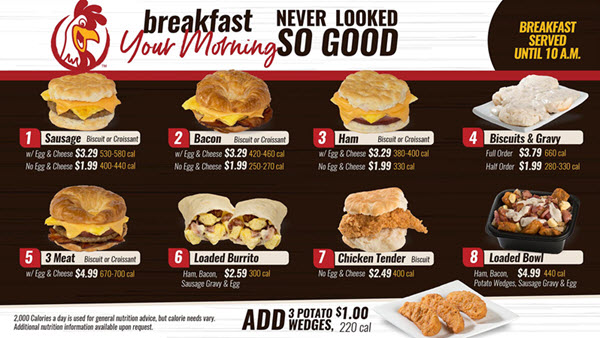 breakfast
Your Morning
NEVER LOOKED
SO GOOD
BREAKFAST
SERVED
UNTIL 10 A.M.
TM
1 Sausage Biscuit or Croissant
w/ Egg & Cheese $3.29 530-580 cal
No Egg & Cheese $1.99 400-440 cal
2 Bacon Biscuit or Croissant
w/ Egg & Cheese $3.29 420-460 cal
No Egg & Cheese $1.99 250-270 cal
3 Ham Biscuit or Croissant
w/ Egg & Cheese $3.29 380-400 cal
No Egg & Cheese $1.99 330 cal
4 Biscuits & Gravy
Full Order $3.79 660 cal
Half Order $1.99 280-330 cal
5 3 Meat Biscuit or Croissant
w/ Egg & Cheese $4.99 670-700 cal
6 Loaded Burrito
Ham, Bacon, $2.59 300 cal
Sausage Gravy & Egg
7 Chicken Tender Biscuit
No Egg & Cheese $2.49 400 cal
8 Loaded Bowl
Ham, Bacon, $4.99 440 cal
Potato Wedges, Sausage Gravy & Egg
2,000 Calories a day is used for general nutrition advice, but calorie needs vary.
Additional nutrition information available upon request.
ADD 3 POTATO $1.00
WEDGES, 220 cal